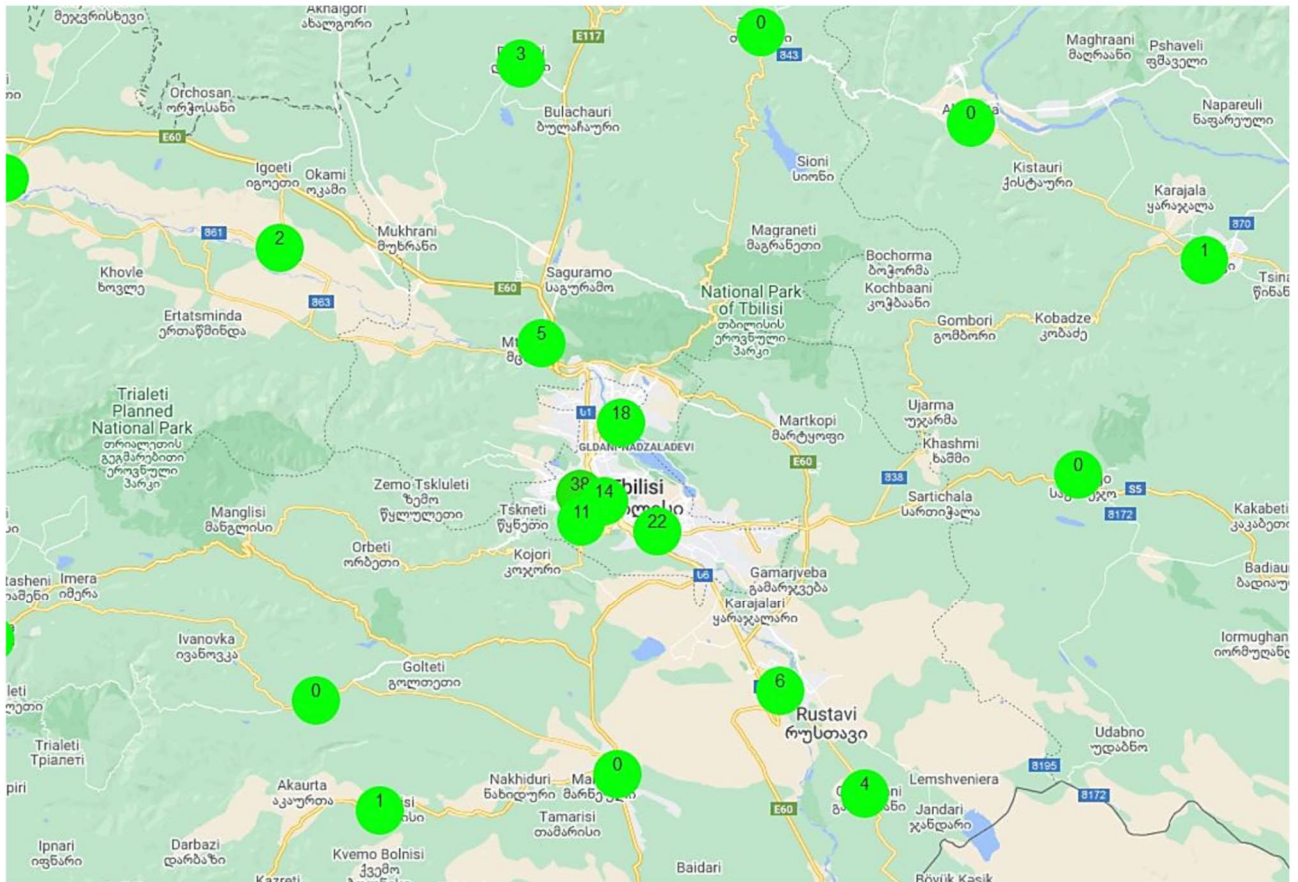 მეჯვრისხევი
Akhalgori
ახალგორი
E117
0
843
Maghraani
მაღრაანი
Pshaveli
ფშაველი
3
Orchosan
ორჭოსანი
Bulachauri
ბულაჩაური
0
Napareuli
ნაფარეული
E60
Igoeti
იგოეთი
Okami
ოკამი
Sioni
სიონი
Kistauri
ქისტაური
Karajala
ყარაჯალა
861
2
Mukhrani
მუხრანი
Magraneti
მაგრანეთი
870
1
Khovle
ხოვლე
Saguramo
საგურამო
Bochorma
ბოჭორმა
Kochbaani
კოჭბაანი
E60
863
National Park
of Tbilisi
თბილისის
ეროვნული
პარკი
Ertatsminda
ერთაწმინდა
5
Gombori
გომბორი
Kobadze
კობაძე
Trialeti
Planned
National Park
თრიალეთის
გეგმარებითი
ეროვნული
პარკი
ს1
18
GLDANI-NADZALADEVI
Martkopi
მარტყოფი
Ujarma
უჯარმა
Khashmi
ხაშმი
E60
838
0
S5
Zemo Tskluleti
ზემო
წყლულეთი
38
14
Tbilisi
11
22
Tskneti
წყნეთი
Sartichala
სართიჭალა
8172
Kakabeti
კაკაბეთი
Manglisi
მანგლისი
Orbeti
ორბეთი
Kojori
კოჯორი
ს6
Gamarjveba
გამარჯვება
Imera
იმერა
Karajalari
ყარაჯალარი
Ivanovka
ივანოვკა
Golteti
გოლთეთი
0
6
Rustavi
რუსთავი
Trialeti
Триалети
Udabno
უდაბნო
8195
0
Akaurta
აკაურთა
Nakhiduri
ნახიდური
მარნეული
4
Lemshveniera
8172
1
E60
Jandari
ჯანდარი
Tamarisi
თამარისი
Ipnari
იფნარი
Darbazi
დარბაზი
Kvemo Bolnisi
ქვემო
Baidari
Kazreti
Böyük Kəsik